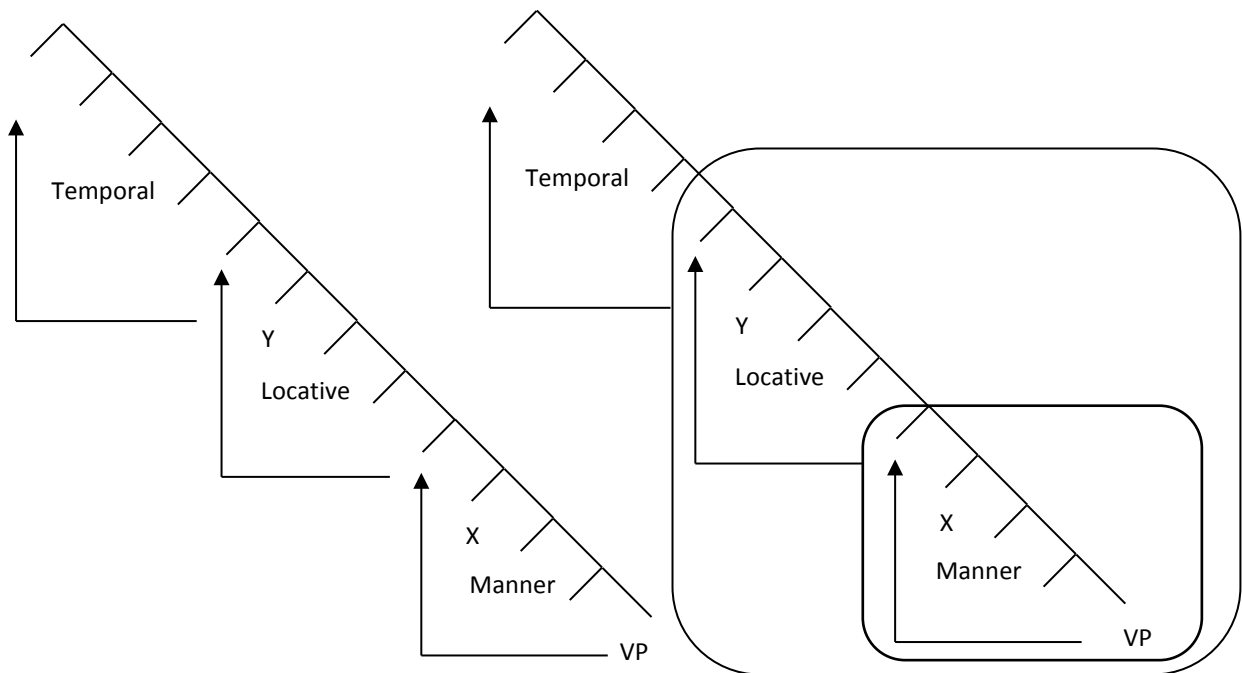 Temporal
Y
Locative
X
Manner
VP
Temporal
Y
Locative
X
Manner
VP